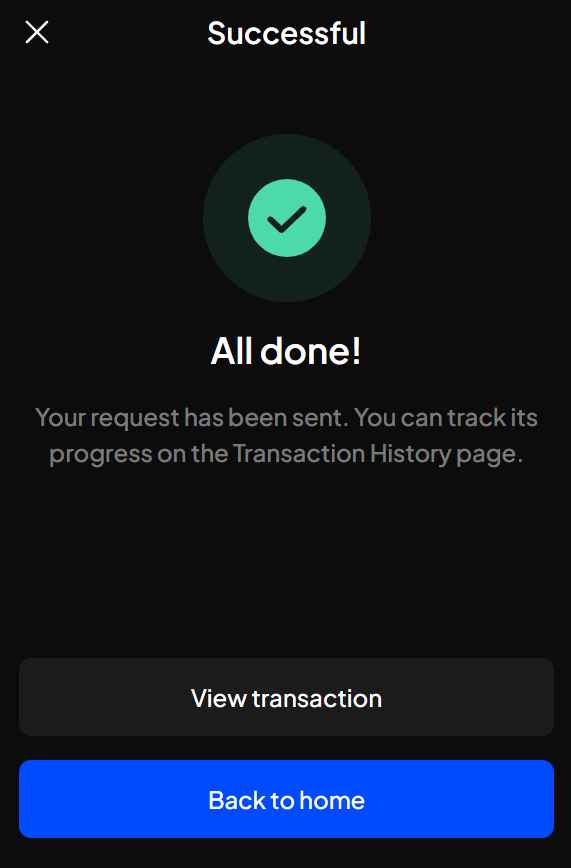 Successful
All done!
Your request has been sent. You can track its
progress on the Transaction History page.
View transaction
Back to home